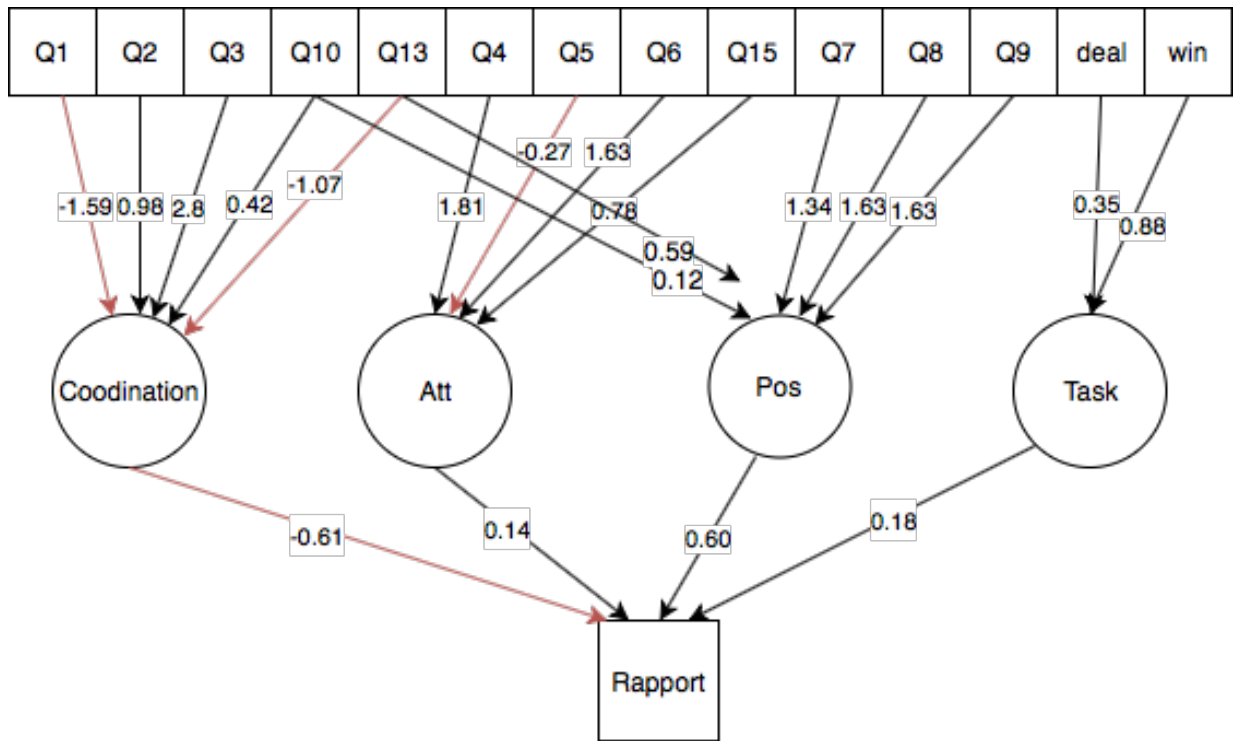 Q1 Q2 Q3 Q10 Q13 Q4 Q5 Q6 Q15 Q7 Q8 Q9 deal win
-0.27 1.63
-1.07
-1.59 0.98 2.8 0.42 1.81 0.78 1.34 1.63 1.63 0.35 0.88
0.59
0.12
Coodination Att Pos Task
-0.61 0.14 0.60 0.18
Rapport